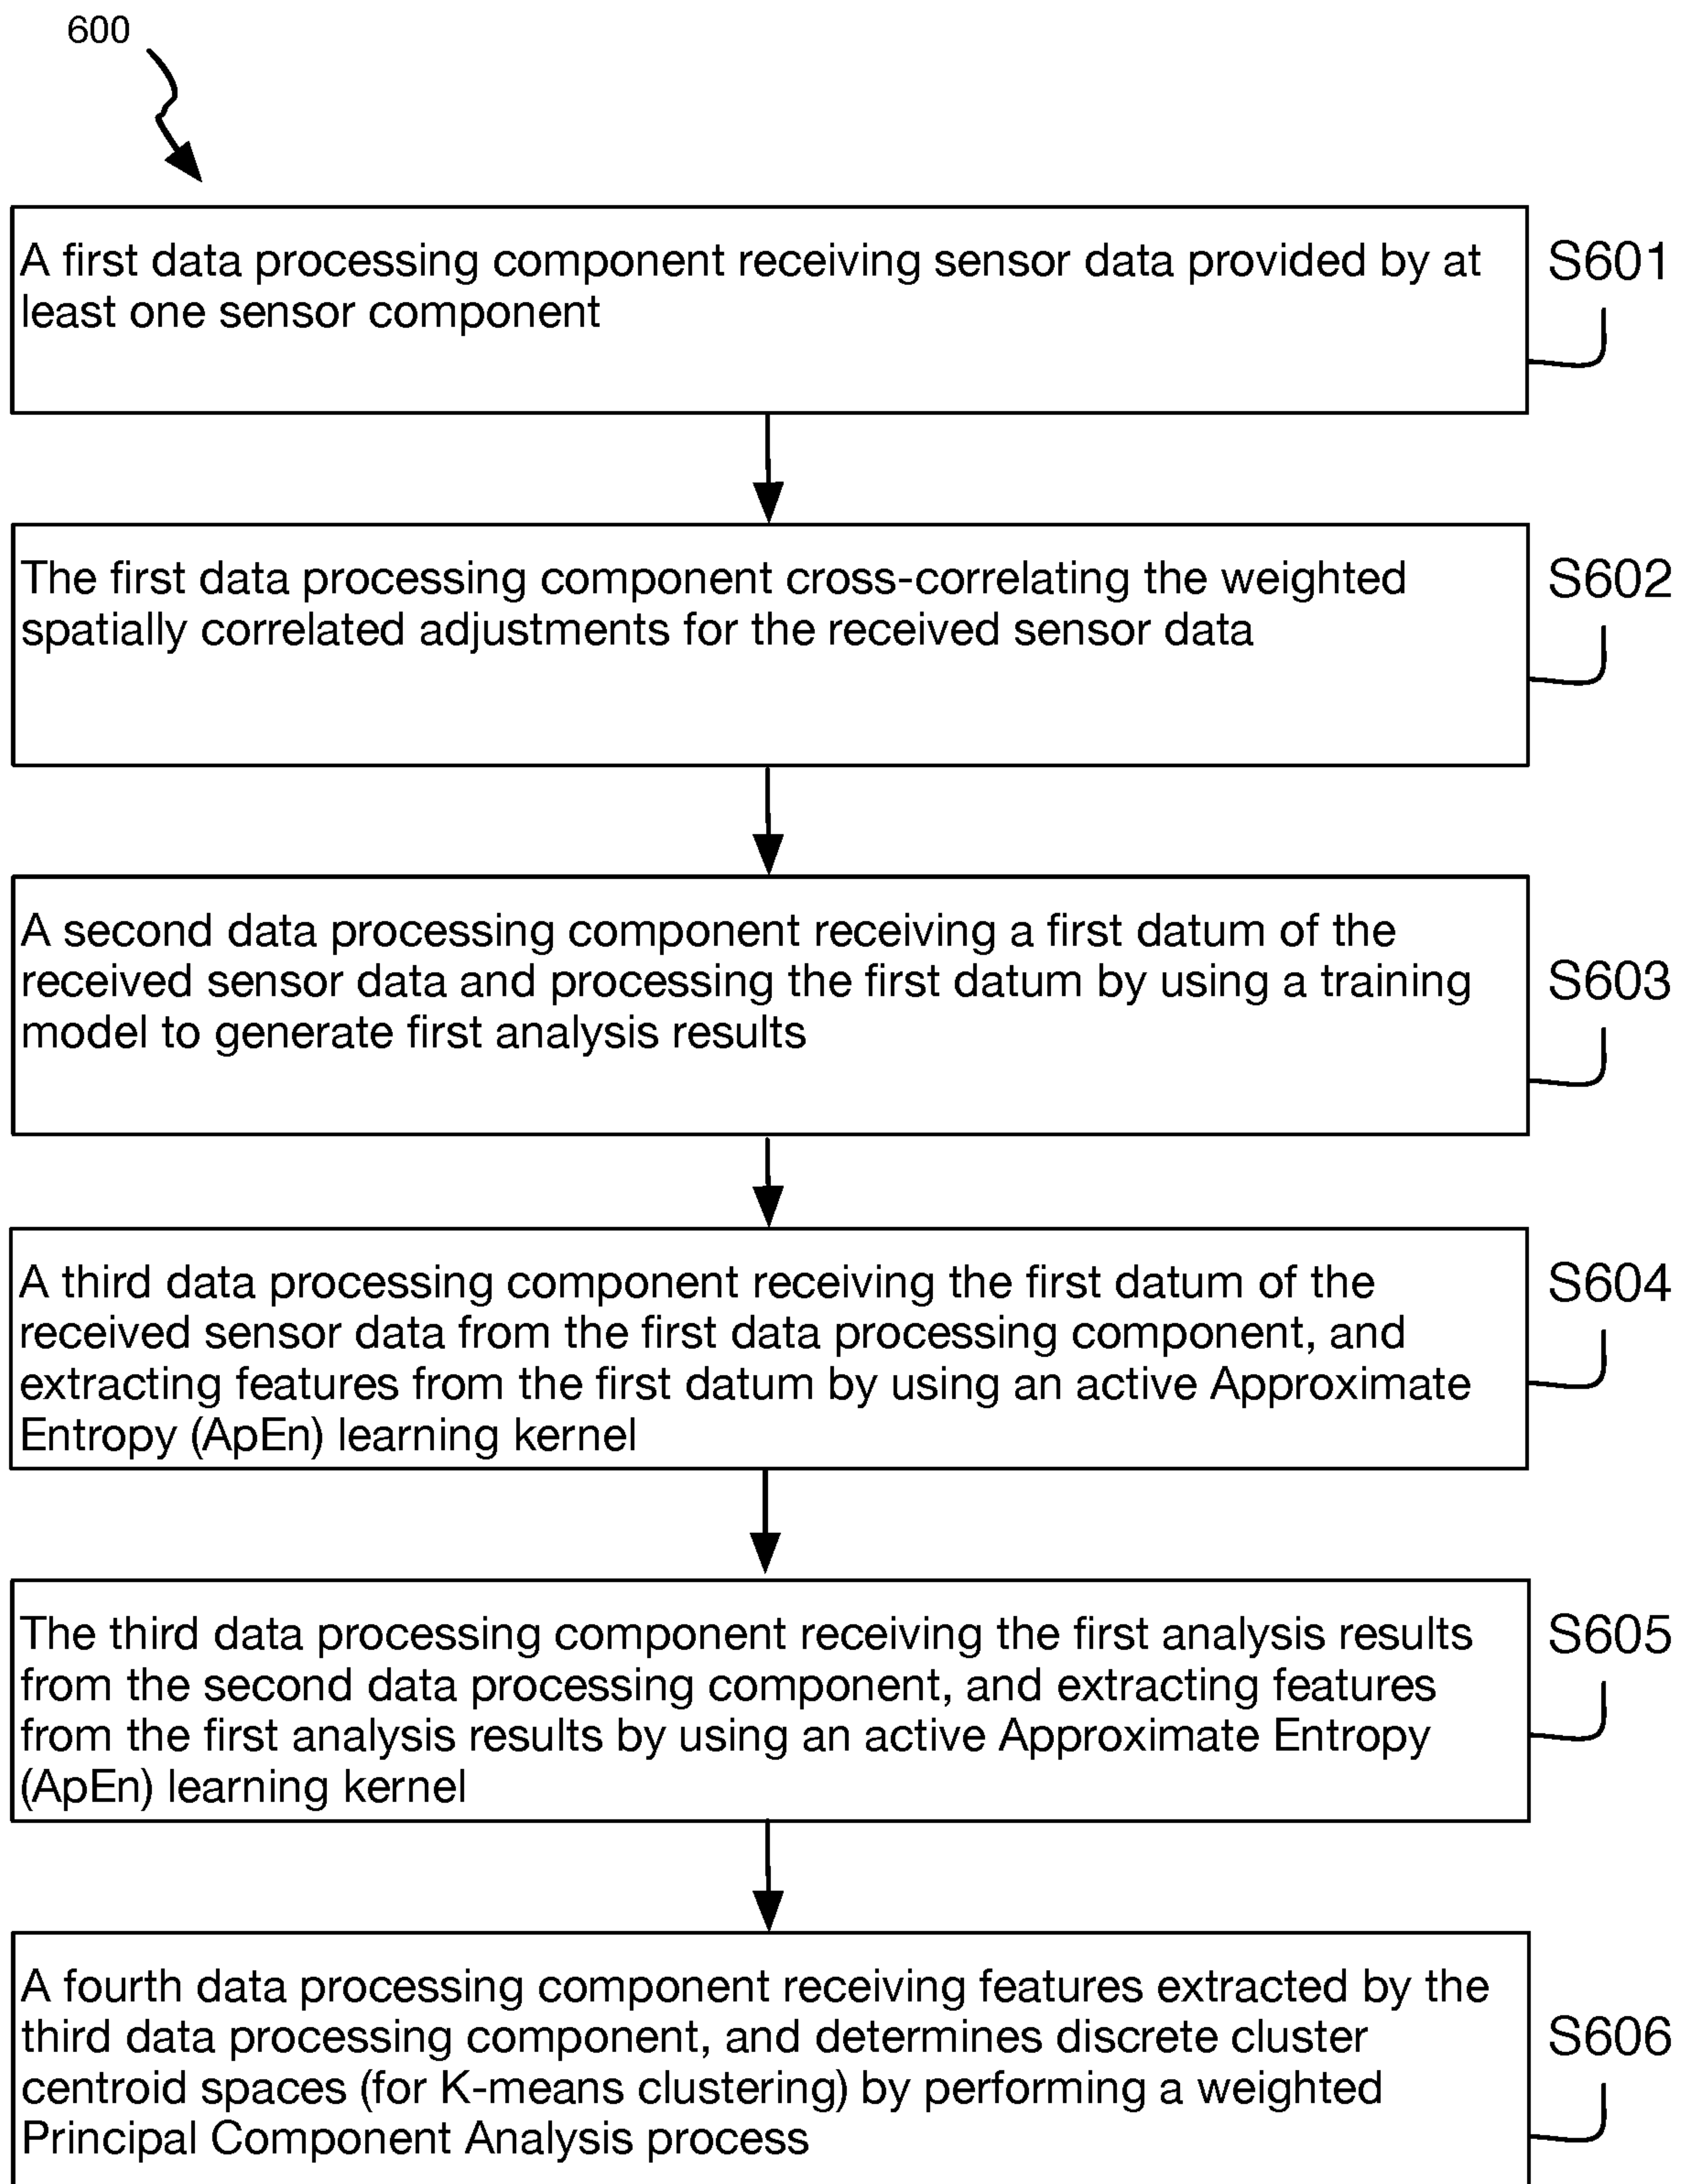 600
A first data processing component receiving sensor data provided by at
least one sensor component
S601
The first data processing component cross-correlating the weighted
spatially correlated adjustments for the received sensor data
S602
A second data processing component receiving a first datum of the
received sensor data and processing the first datum by using a training
model to generate first analysis results
S603
A third data processing component receiving the first datum of the
received sensor data from the first data processing component, and
extracting features from the first datum by using an active Approximate
Entropy (ApEn) learning kernel
S604
The third data processing component receiving the first analysis results
from the second data processing component, and extracting features
from the first analysis results by using an active Approximate Entropy
(ApEn) learning kernel
S605
A fourth data processing component receiving features extracted by the
third data processing component, and determines discrete cluster
centroid spaces (for K-means clustering) by performing a weighted
Principal Component Analysis process
S606